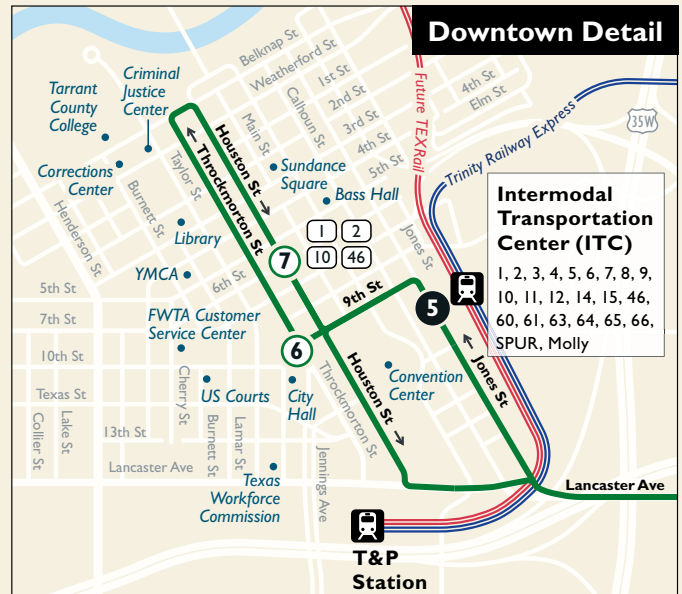 Downtown Detail
Belknap St
Weatherford St
1st St
2nd St
3rd St
4th St
5th St
4th St
Elm St
Main St
Calhoun St
Future TEXRail
Trinity Railway Express
35W
Tarrant
County
College
Criminal
Justice
Center
Corrections
Center
Taylor St
Houston St
Throckmorton St
Sundance
Square
Bass Hall
Burnett St
Henderson St
Library
YMCA
6th St
7
1
2
10
46
Jones St
Intermodal
Transportation
Center (ITC)
1, 2, 3, 4, 5, 6, 7, 8, 9,
10, 11, 12, 14, 15, 46,
60, 61, 63, 64, 65, 66,
SPUR, Molly
5th St
7th St
10th St
Texas St
9th St
5
6
FWTA Customer
Service Center
Cherry St
US Courts
City
Hall
Convention
Center
Throckmorton St
Houston St
Jones St
Collier St
Lake St
13th St
Burnett St
Lamar St
Lancaster Ave
Jennings Ave
Texas
Workforce
Commission
Lancaster Ave
T&P
Station